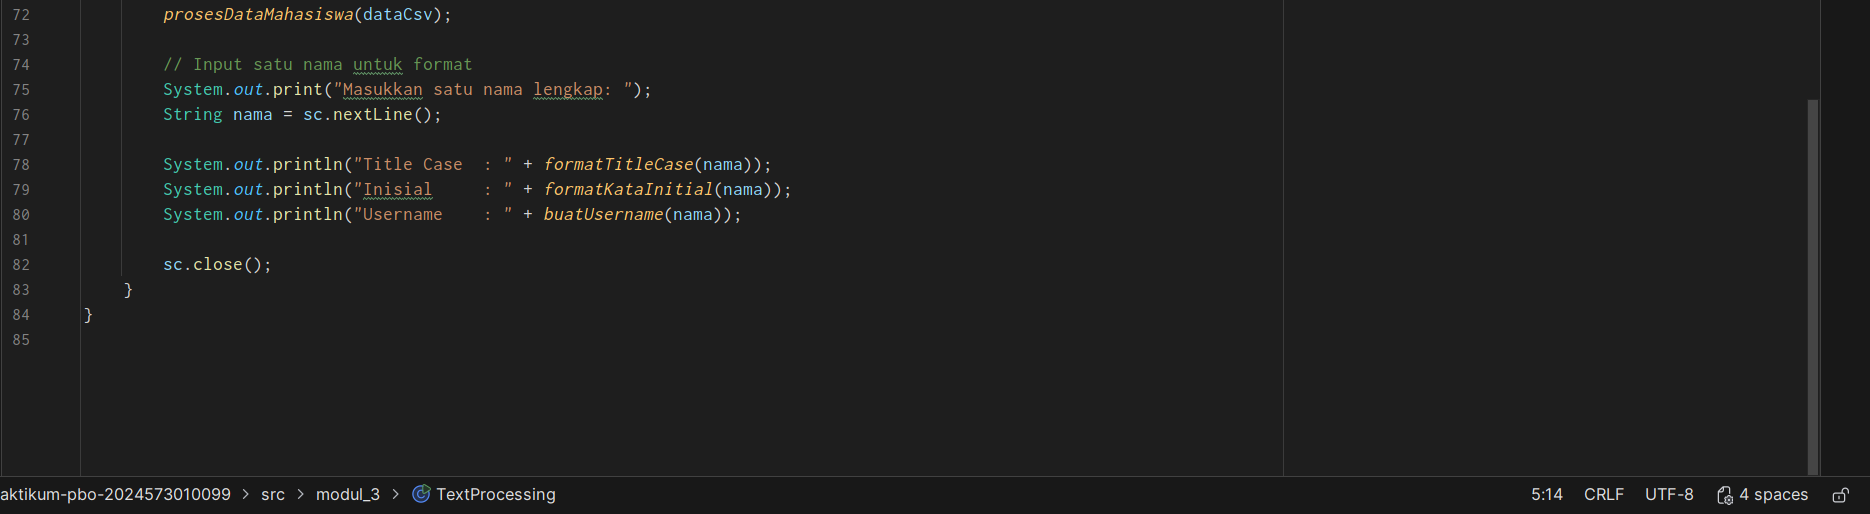 72 prosesDataMahasiswa(dataCsv);
73
74 // Input satu nama untuk format
75 System.out.print("Masukkan satu nama lengkap: ");
76 String nama = sc.nextLine();
77
78 System.out.println("Title Case  : " + formatTitleCase(nama));
79 System.out.println("Inisial     : " + formatKataInitial(nama));
80 System.out.println("Username    : " + buatUsername(nama));
81
82 sc.close();
83 }
84 }
85
aktikum-pbo-2024573010099 > src > modul_3 > TextProcessing 5:14 CRLF UTF-8 4 spaces